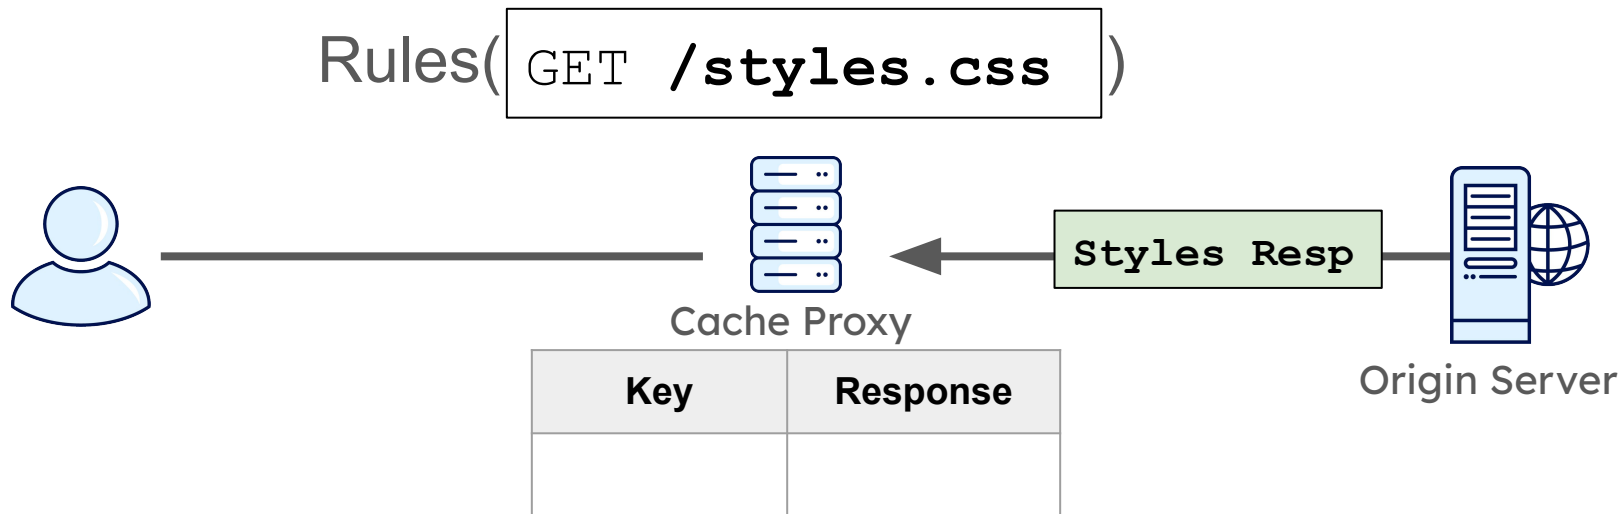 Rules( GET /styles.css )
Styles Resp
Cache Proxy
Origin Server
Key Response